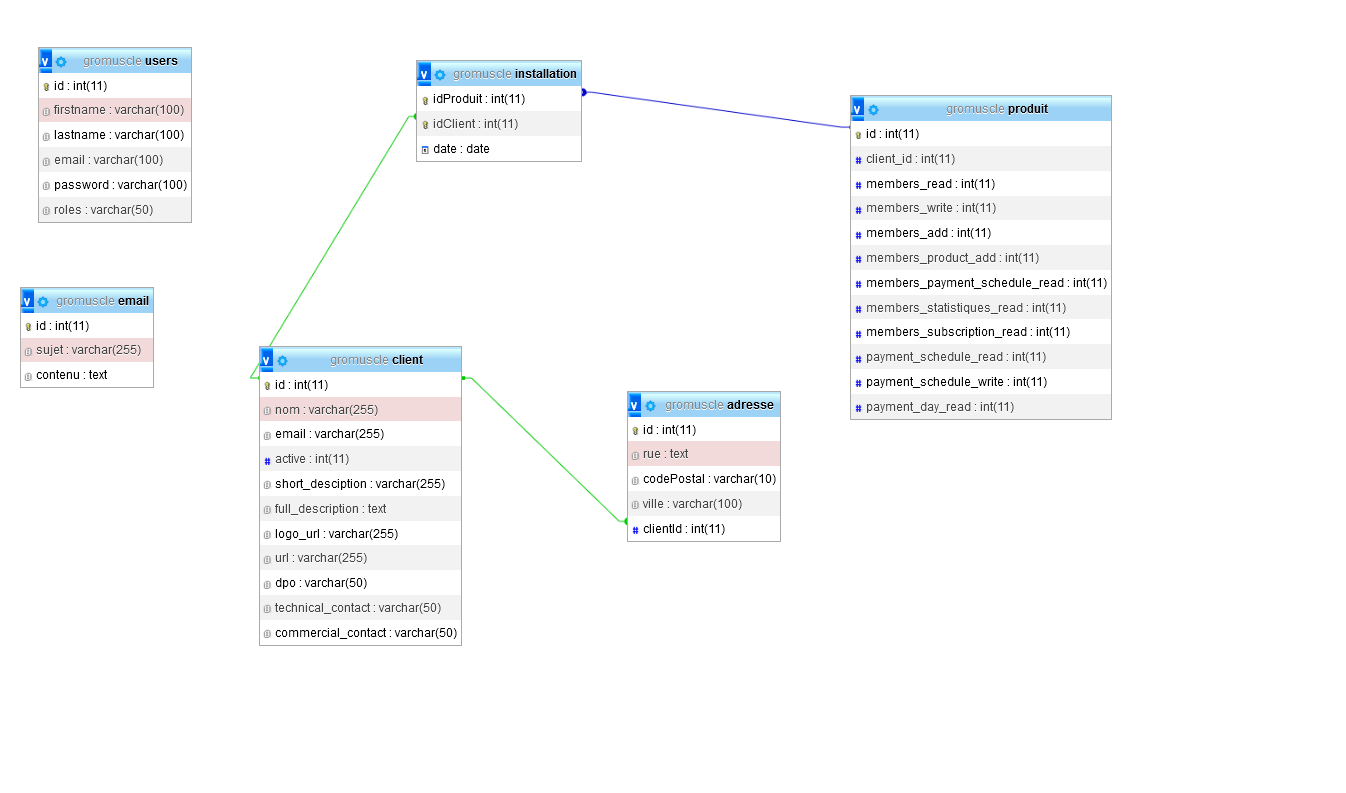 gromuscle users
id : int(11)
firstname : varchar(100)
lastname : varchar(100)
email : varchar(100)
password : varchar(100)
roles : varchar(50)
gromuscle email
id : int(11)
sujet : varchar(255)
contenu : text
gromuscle installation
idProduit : int(11)
idClient : int(11)
date : date
gromuscle client
id : int(11)
nom : varchar(255)
email : varchar(255)
active : int(11)
short_desciption : varchar(255)
full_description : text
logo_url : varchar(255)
url : varchar(255)
dpo : varchar(50)
technical_contact : varchar(50)
commercial_contact : varchar(50)
gromuscle adresse
id : int(11)
rue : text
codePostal : varchar(10)
ville : varchar(100)
clientId : int(11)
gromuscle produit
id : int(11)
client_id : int(11)
members_read : int(11)
members_write : int(11)
members_add : int(11)
members_product_add : int(11)
members_payment_schedule_read : int(11)
members_statistiques_read : int(11)
members_subscription_read : int(11)
payment_schedule_read : int(11)
payment_schedule_write : int(11)
payment_day_read : int(11)